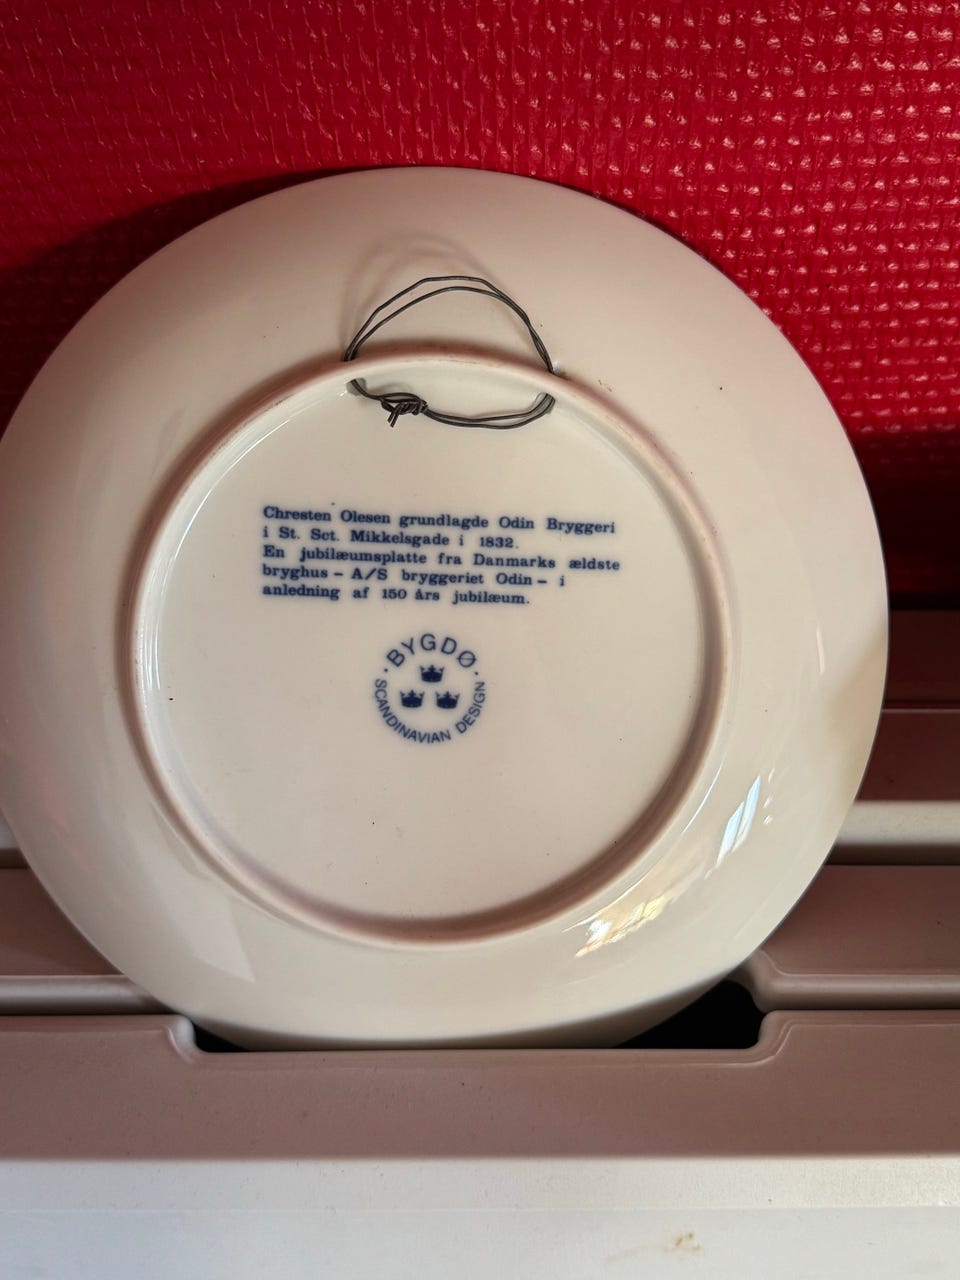 Chresten Olesen grundlagde Odin Bryggeri
i St. Sct. Mikkelsgade i 1832.
En jubilæumsplatte fra Danmarks ældste
bryghus – A/S bryggeriet Odin – i
anledning af 150 års jubilæum.
· BYGDØ ·
SCANDINAVIAN DESIGN